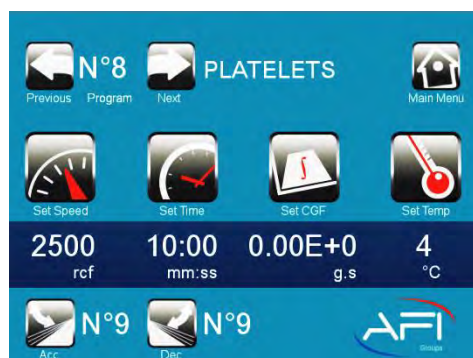 N°8 PLATELETS
Previous Program Next Main Menu
Set Speed Set Time Set CGF Set Temp
2500 10:00 0.00E+0 4
rcf mm:ss g.s °C
N°9 N°9
Acc Dec
AFI
Groupe